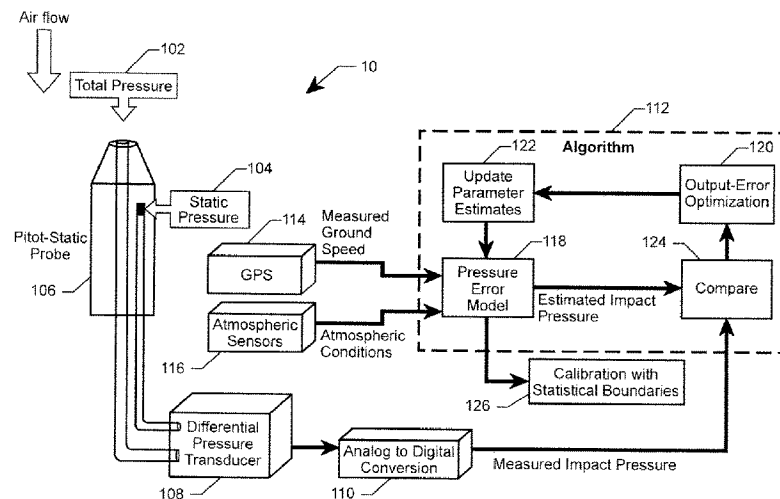 Air flow
102
Total Pressure
10
112
Algorithm
122
Update
Parameter
Estimates
120
Output-Error
Optimization
104
Static
Pressure
Pitot-Static
Probe
106
114
GPS
Measured
Ground
Speed
118
Pressure
Error
Model
124
Compare
Estimated Impact
Pressure
Atmospheric
Sensors
116
Atmospheric
Conditions
Calibration with
Statistical Boundaries
126
Differential
Pressure
Transducer
108
Analog to Digital
Conversion
110
Measured Impact Pressure